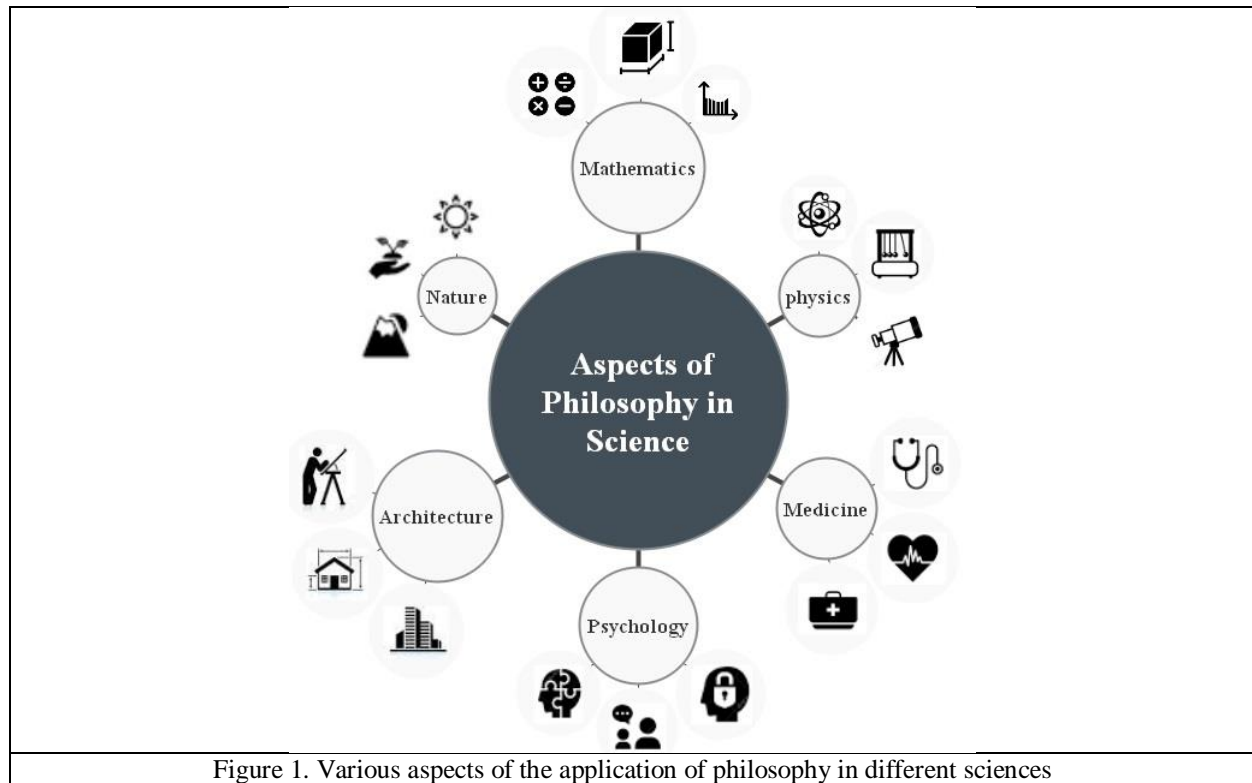 Mathematics
Nature
physics
Aspects of
Philosophy in
Science
Architecture
Medicine
Psychology
Figure 1. Various aspects of the application of philosophy in different sciences